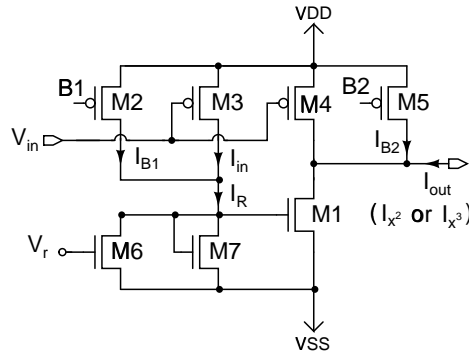 VDD
B1
M2
M3
M4
B2
M5
Vin
IB1
Iin
IB2
Iout
IR
M1
(Ix2 or Ix3)
Vr
M6
M7
VSS